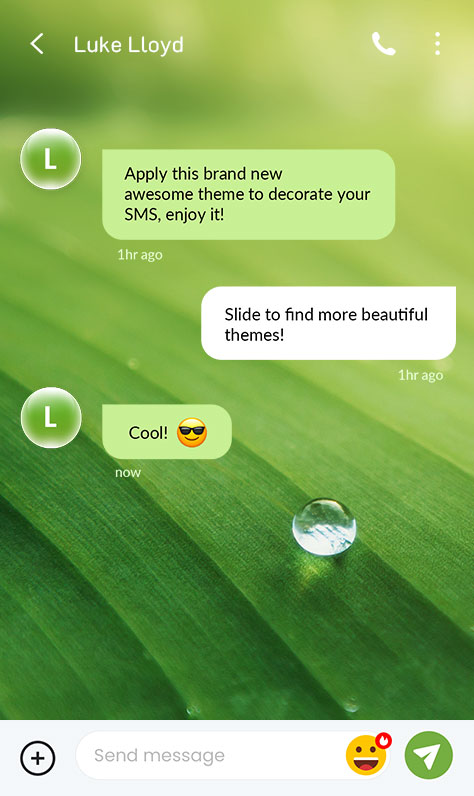 Luke Lloyd
L
Apply this brand new
awesome theme to decorate your
SMS, enjoy it!
1hr ago
Slide to find more beautiful
themes!
1hr ago
L
Cool! 😎
now
Send message